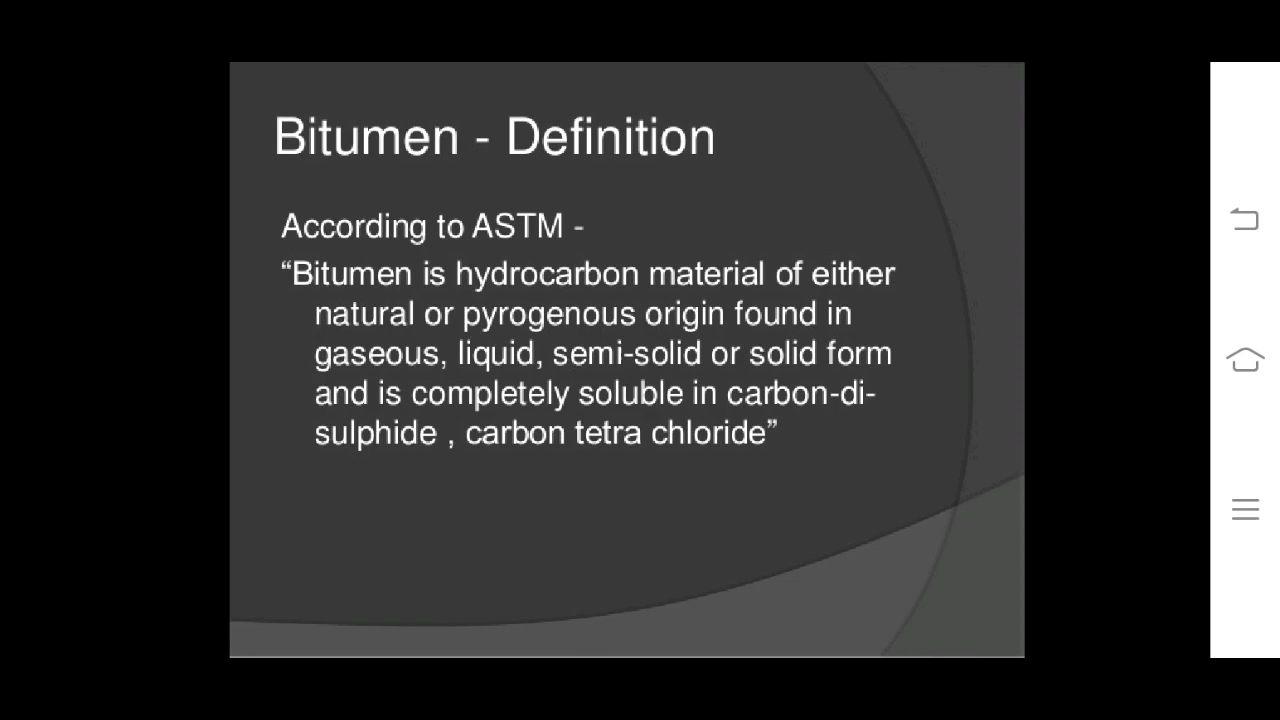 Bitumen - Definition
According to ASTM -
“Bitumen is hydrocarbon material of either
natural or pyrogenous origin found in
gaseous, liquid, semi-solid or solid form
and is completely soluble in carbon-di-
sulphide , carbon tetra chloride”